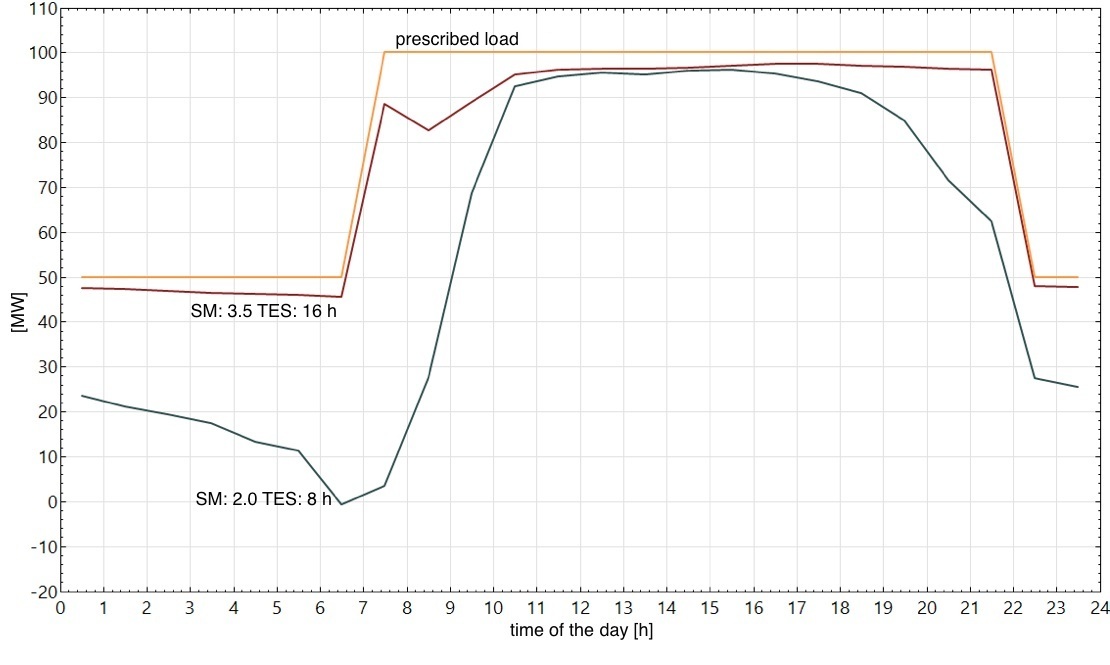 110
prescribed load
100
90
80
70
60
50
SM: 3.5 TES: 16 h
40
[MW]
30
20
10
SM: 2.0 TES: 8 h
0
-10
-20
0 1 2 3 4 5 6 7 8 9 10 11 12 13 14 15 16 17 18 19 20 21 22 23 24
time of the day [h]